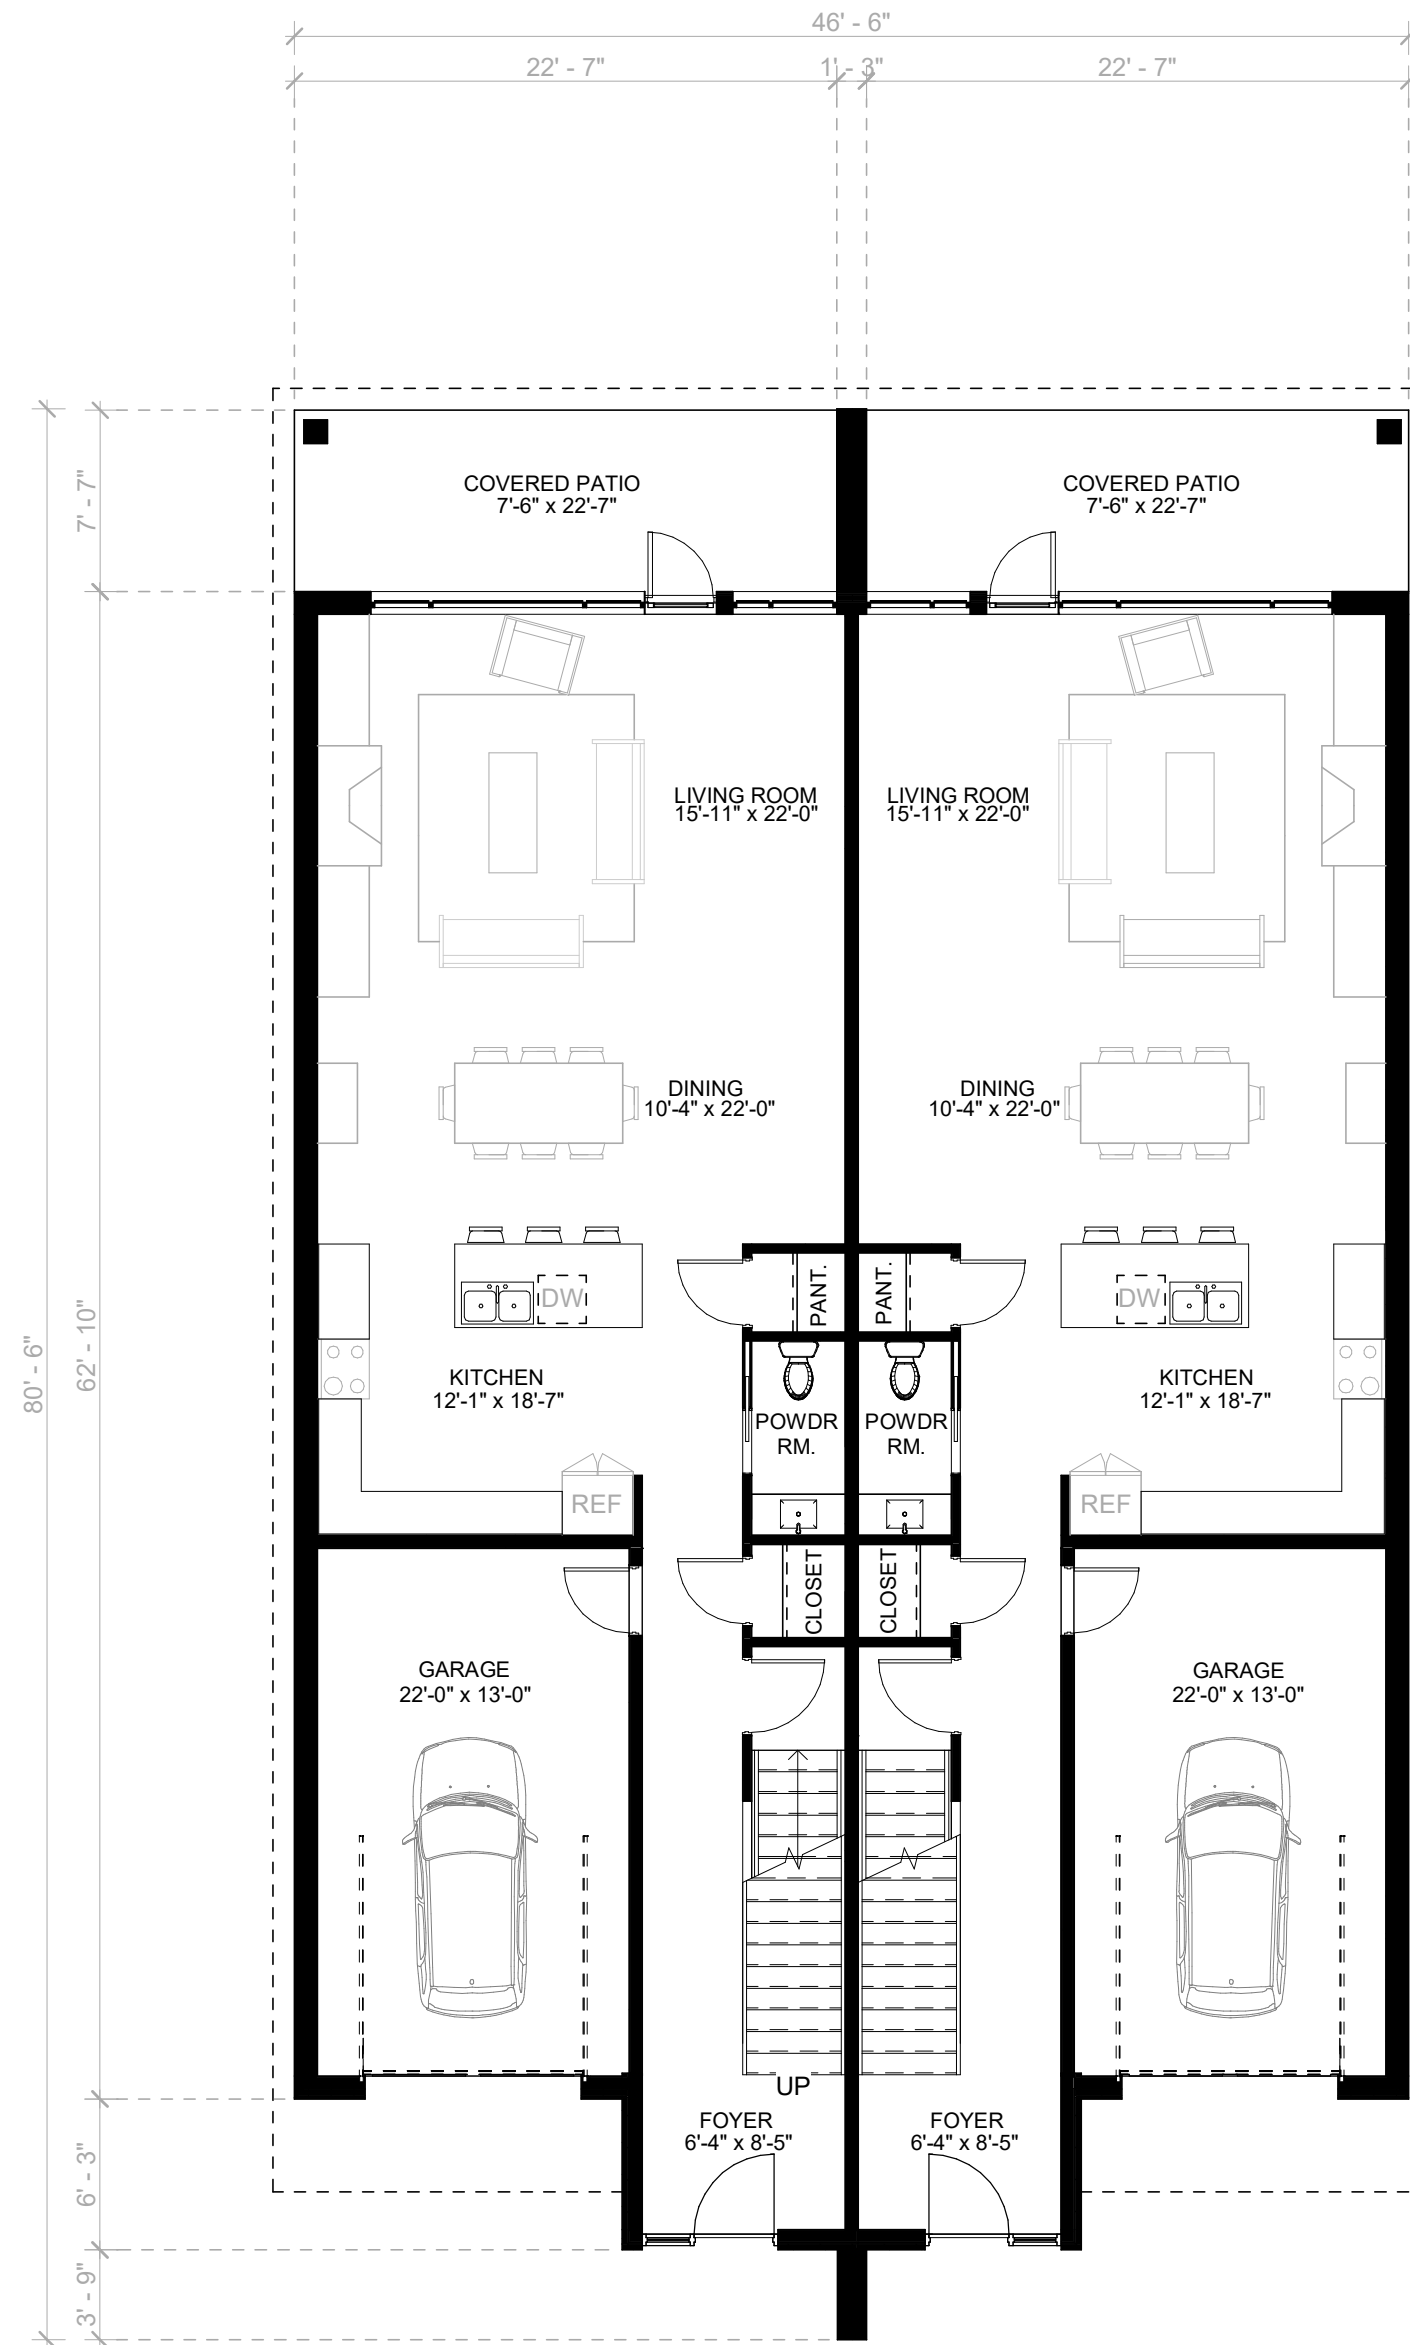 46' - 6"
22' - 7"
1' - 3"
22' - 7"
7' - 7"
62' - 10"
80' - 6"
6' - 3"
3' - 9"
COVERED PATIO
7'-6" x 22'-7"
COVERED PATIO
7'-6" x 22'-7"
LIVING ROOM
15'-11" x 22'-0"
LIVING ROOM
15'-11" x 22'-0"
DINING
10'-4" x 22'-0"
DINING
10'-4" x 22'-0"
DW
PANT.
PANT.
DW
KITCHEN
12'-1" x 18'-7"
POWDR
RM.
POWDR
RM.
KITCHEN
12'-1" x 18'-7"
REF
REF
CLOSET
CLOSET
GARAGE
22'-0" x 13'-0"
GARAGE
22'-0" x 13'-0"
UP
FOYER
6'-4" x 8'-5"
FOYER
6'-4" x 8'-5"